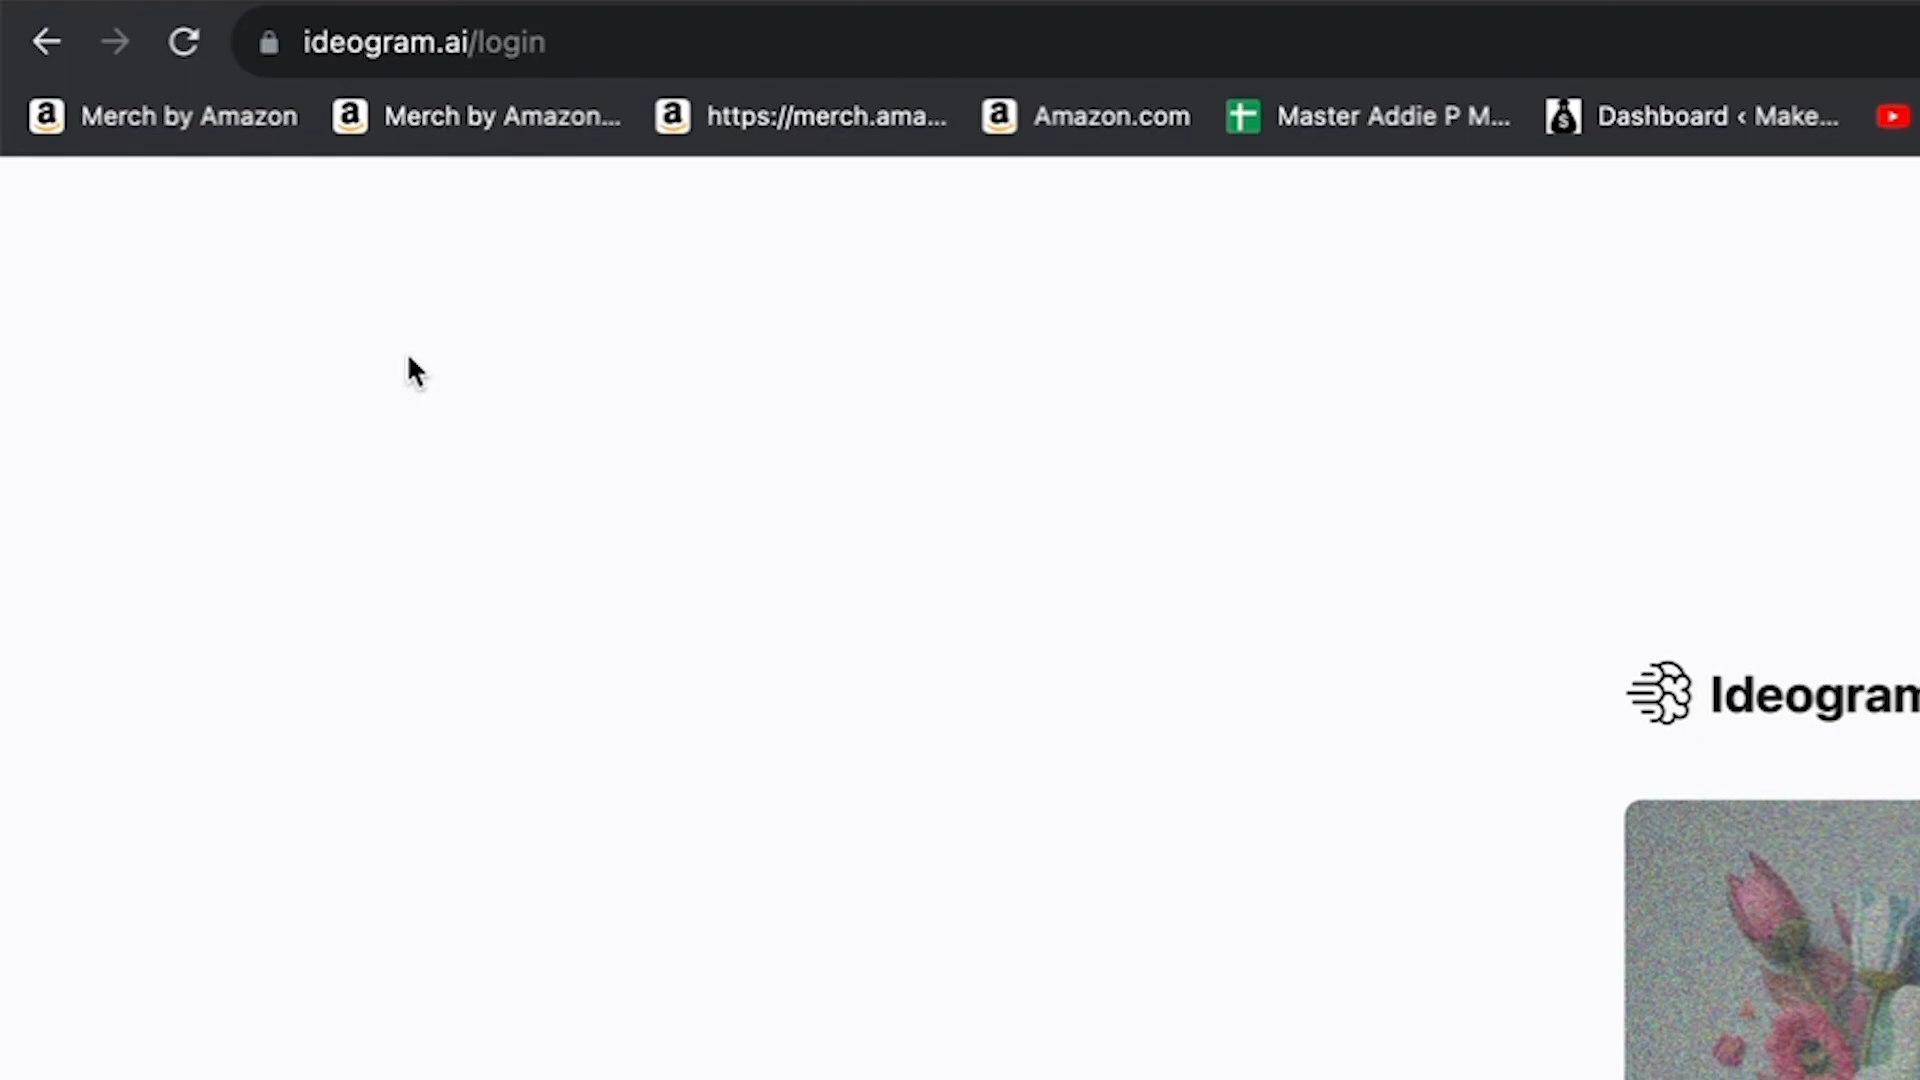 ideogram.ai/login
Merch by Amazon Merch by Amazon... https://merch.ama... Amazon.com Master Addie P M... Dashboard ‹ Make...
Ideogram